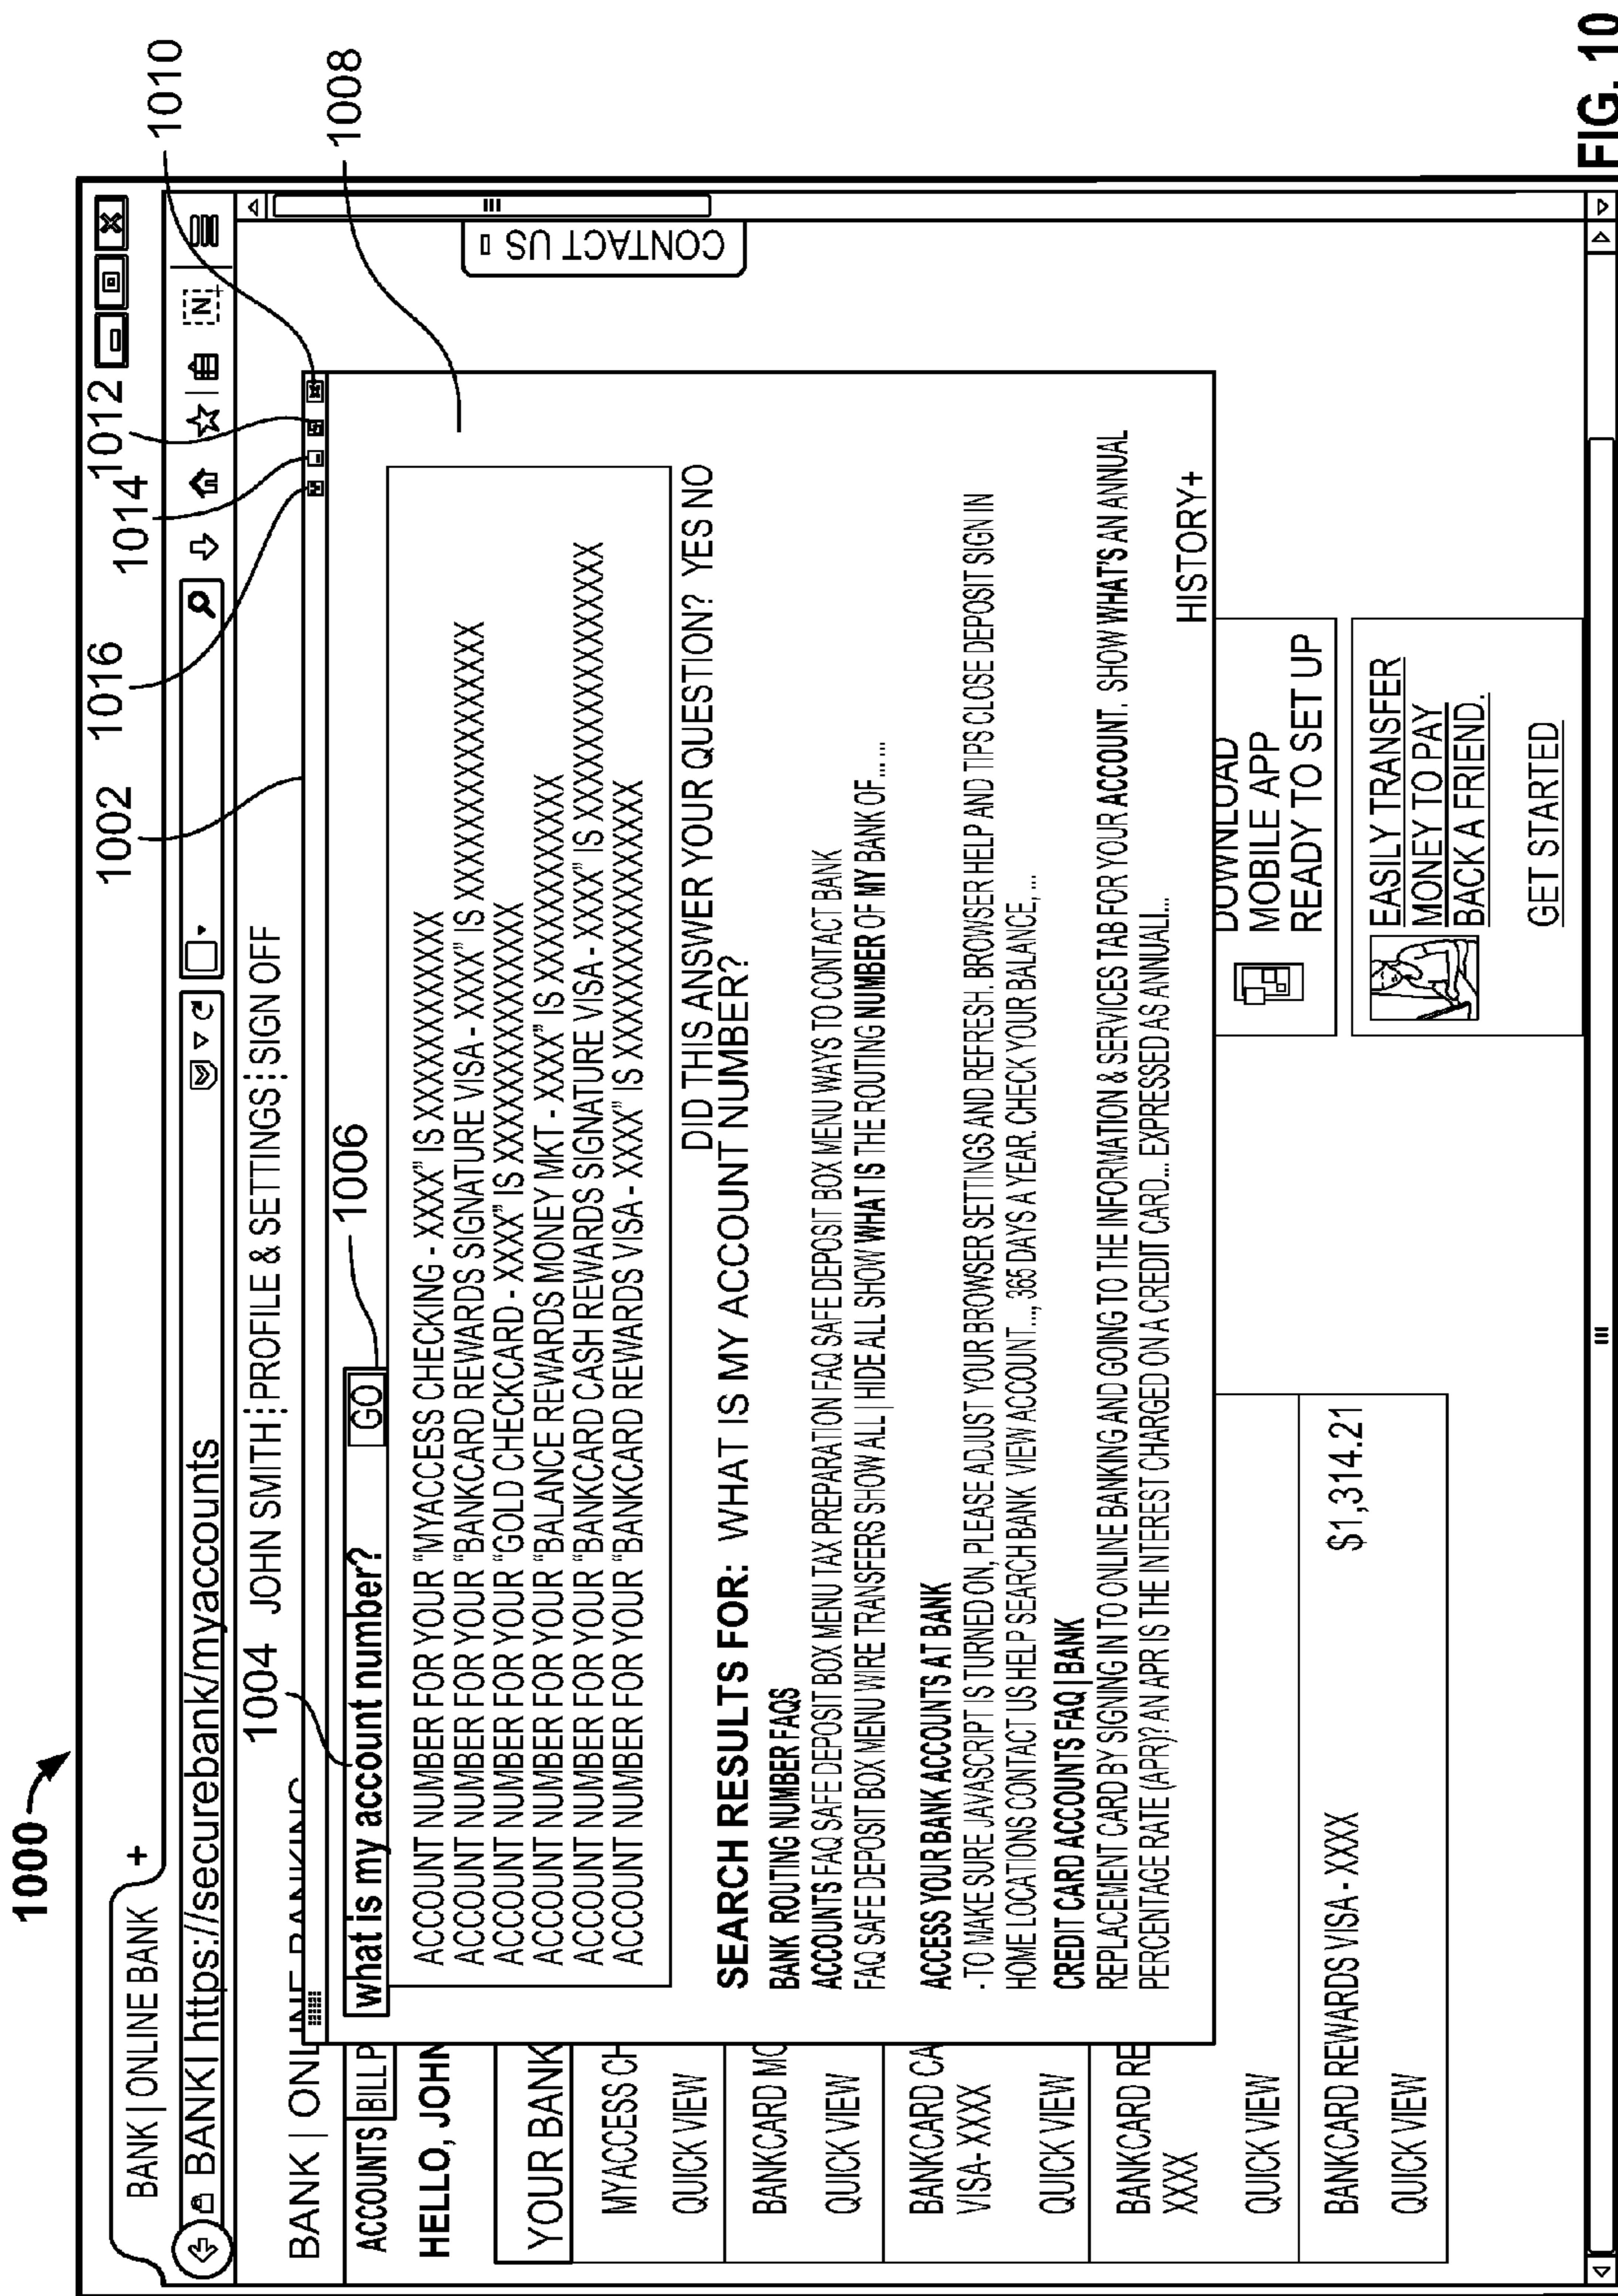 1000
BANK | ONLINE BANK +
BANKI https://securebank/myaccounts
1002
1016
1014
1012
1010
1004
JOHN SMITH PROFILE & SETTINGS SIGN OFF
BANK | ONLINE BANKING
ACCOUNTS BILL P
HELLO, JOHN
1006
1008
what is my account number? GO
ACCOUNT NUMBER FOR YOUR “MYACCESS CHECKING - XXXX” IS XXXXXXXXXXXX
ACCOUNT NUMBER FOR YOUR “BANKCARD REWARDS SIGNATURE VISA - XXXX” IS XXXXXXXXXXXXXXXXXX
ACCOUNT NUMBER FOR YOUR “GOLD CHECKCARD - XXXX” IS XXXXXXXXXXXXXXXX
ACCOUNT NUMBER FOR YOUR “BALANCE REWARDS MONEY MKT - XXXX” IS XXXXXXXXXXXXXXXX
ACCOUNT NUMBER FOR YOUR “BANKCARD CASH REWARDS SIGNATURE VISA - XXXX” IS XXXXXXXXXXXXXXXXXX
ACCOUNT NUMBER FOR YOUR “BANKCARD REWARDS VISA - XXXX” IS XXXXXXXXXXXXXXXXXX
DID THIS ANSWER YOUR QUESTION? YES NO
SEARCH RESULTS FOR: WHAT IS MY ACCOUNT NUMBER?
BANK ROUTING NUMBER FAQS
ACCOUNTS FAQ SAFE DEPOSIT BOX MENU TAX PREPARATION FAQ SAFE DEPOSIT BOX MENU WAYS TO CONTACT BANK
FAQ SAFE DEPOSIT BOX MENU WIRE TRANSFERS SHOW ALL | HIDE ALL SHOW WHAT IS THE ROUTING NUMBER OF MY BANK OF... ...
ACCESS YOUR BANK ACCOUNTS AT BANK
- TO MAKE SURE JAVASCRIPT IS TURNED ON, PLEASE ADJUST YOUR BROWSER SETTINGS AND REFRESH. BROWSER HELP AND TIPS CLOSE DEPOSIT SIGN IN
HOME LOCATIONS CONTACT US HELP SEARCH BANK VIEW ACCOUNT..., 365 DAYS A YEAR. CHECK YOUR BALANCE, ...
CREDIT CARD ACCOUNTS FAQ | BANK
REPLACEMENT CARD BY SIGNING IN TO ONLINE BANKING AND GOING TO THE INFORMATION & SERVICES TAB FOR YOUR ACCOUNT. SHOW WHAT'S AN ANNUAL
PERCENTAGE RATE (APR)? AN APR IS THE INTEREST CHARGED ON A CREDIT CARD... EXPRESSED AS ANNUALI...
HISTORY+
CONTACT US
YOUR BANK
MYACCESS CH
QUICK VIEW
BANKCARD MO
QUICK VIEW
BANKCARD CA
VISA- XXXX
QUICK VIEW
BANKCARD RE
XXXX
QUICK VIEW
BANKCARD REWARDS VISA - XXXX $1,314.21
QUICK VIEW
DOWNLOAD
MOBILE APP
READY TO SET UP
EASILY TRANSFER
MONEY TO PAY
BACK A FRIEND.
GET STARTED
FIG. 10